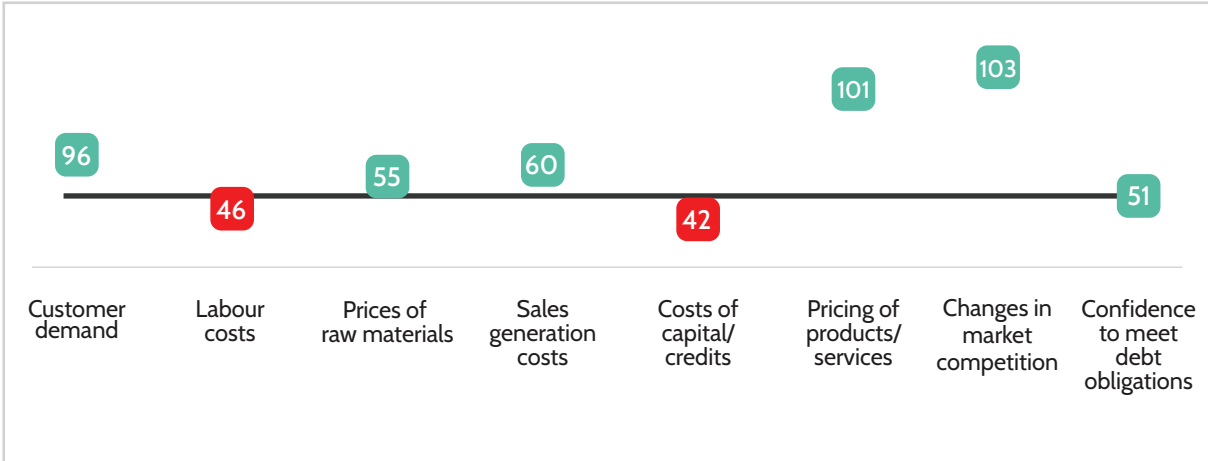 103
101
96
60
55
51
46
42
Customer
demand
Labour
costs
Prices of
raw materials
Sales
generation
costs
Costs of
capital/
credits
Pricing of
products/
services
Changes in
market
competition
Confidence
to meet
debt
obligations